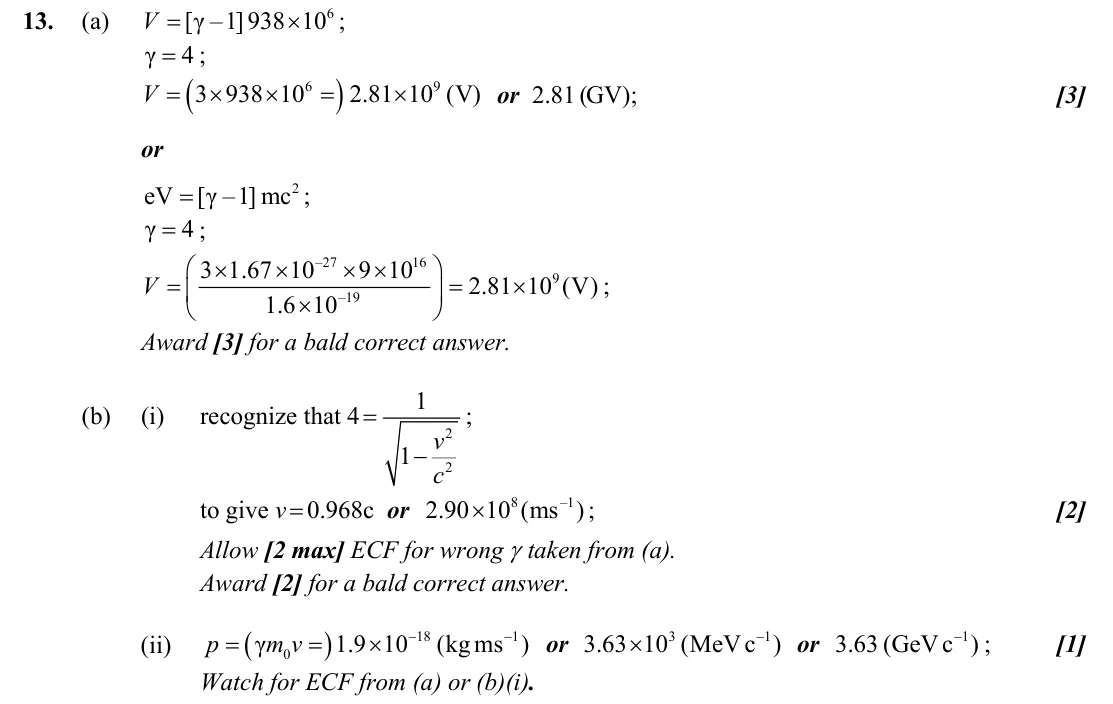 13. (a) V = [γ – 1] 938×10⁶ ;
γ = 4 ;
V = (3×938×10⁶ =) 2.81×10⁹ (V) or 2.81 (GV); [3]
or
eV = [γ – 1] mc² ;
γ = 4 ;
V = ( (3×1.67×10⁻²⁷ ×9×10¹⁶) / (1.6×10⁻¹⁹) ) = 2.81×10⁹ (V) ;
Award [3] for a bald correct answer.
(b) (i) recognize that 4 = 1 / √(1 – v²/c²) ;
to give v = 0.968c or 2.90×10⁸ (ms⁻¹) ; [2]
Allow [2 max] ECF for wrong γ taken from (a).
Award [2] for a bald correct answer.
(ii) p = (γm₀v =) 1.9×10⁻¹⁸ (kg ms⁻¹) or 3.63×10³ (MeV c⁻¹) or 3.63 (GeV c⁻¹) ; [1]
Watch for ECF from (a) or (b)(i).